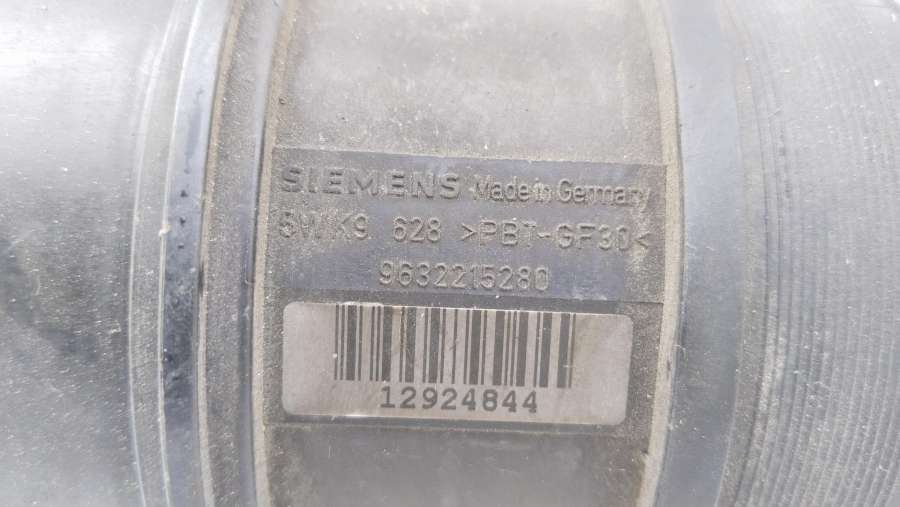 SIEMENS Made in Germany
5WK9 628 >PBT-GF30<
9632215280
12924844